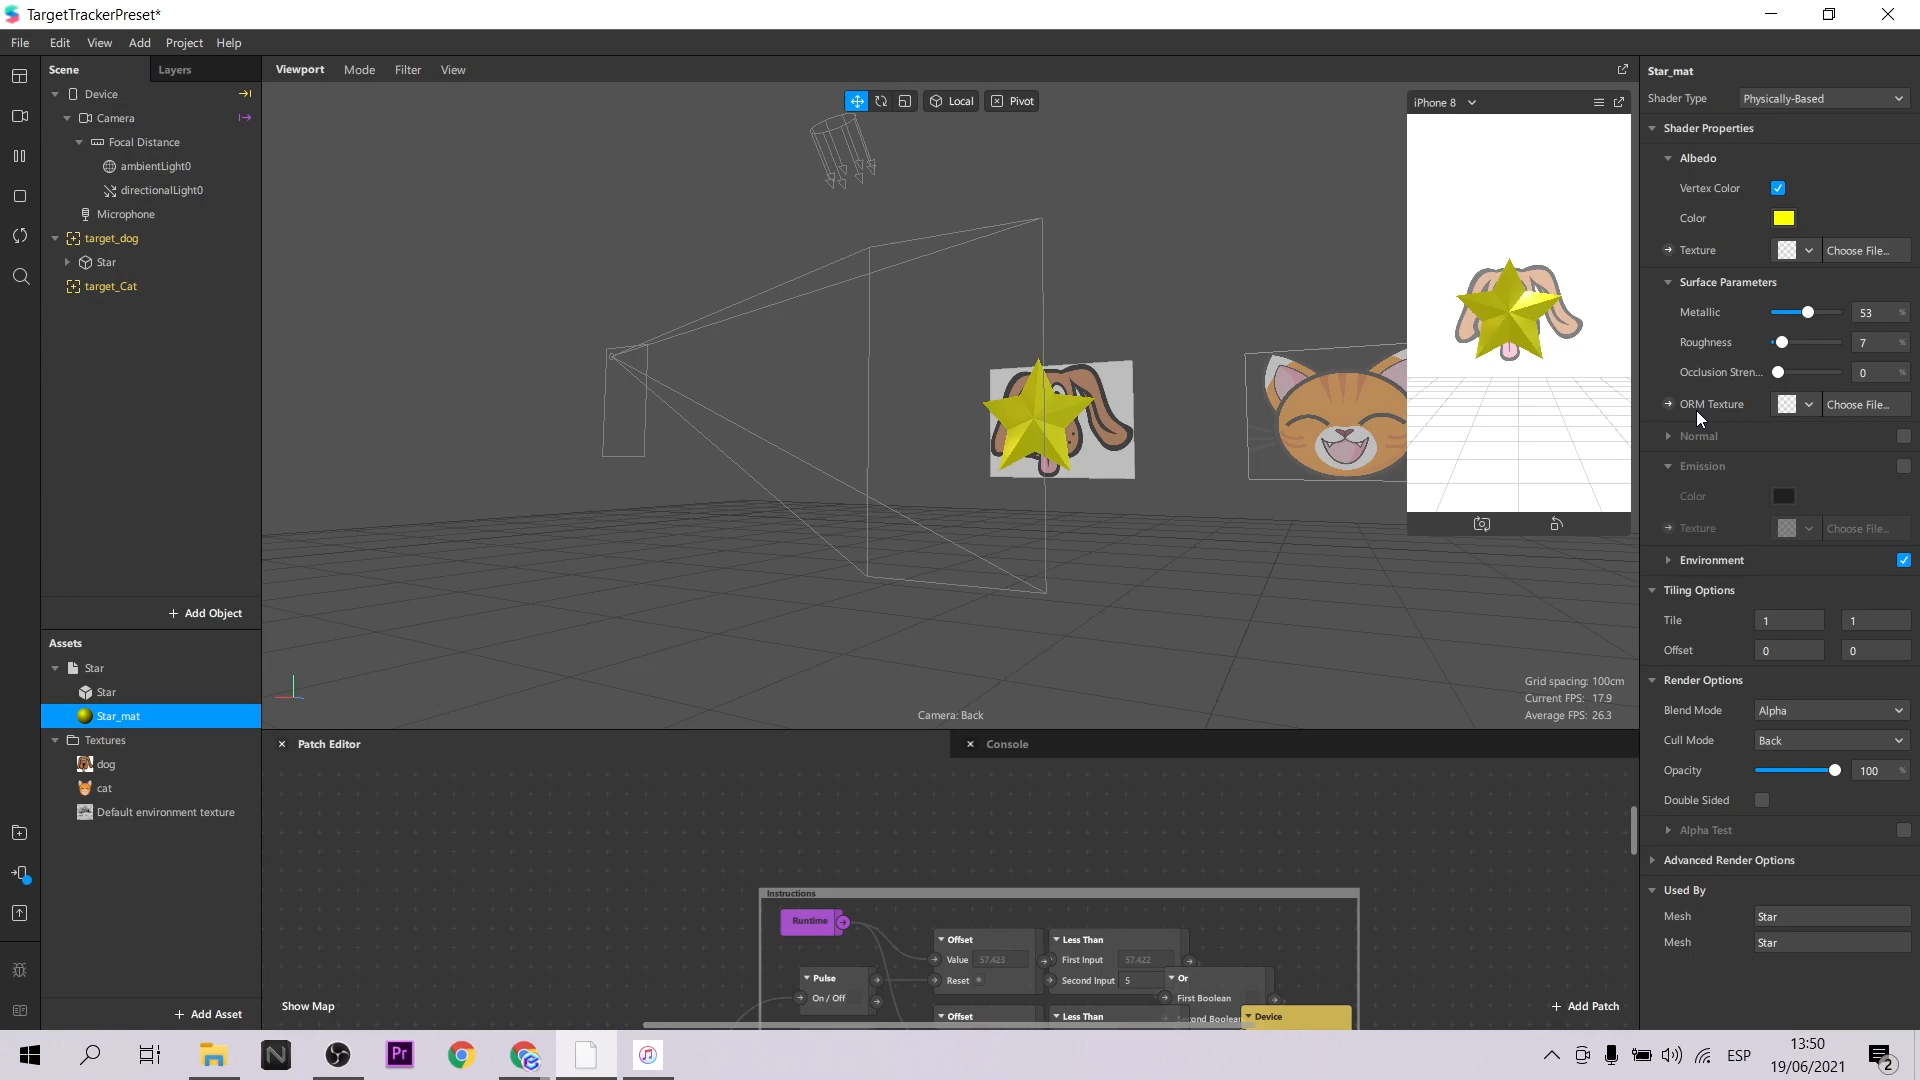 TargetTrackerPreset*
File Edit View Add Project Help
Scene Layers
Device
Camera
Focal Distance
ambientLight0
directionalLight0
Microphone
target_dog
Star
target_Cat
+ Add Object
Assets
Star
Star
Star_mat
Textures
dog
cat
Default environment texture
+ Add Asset
Viewport Mode Filter View
Local Pivot
iPhone 8
Grid spacing: 100cm
Current FPS: 17.9
Average FPS: 26.3
Camera: Back
Patch Editor
Console
Instructions
Runtime
Pulse
On / Off
Offset
Value 57.423
Reset
Less Than
First Input 57.422
Second Input 5
Or
First Boolean
ond Boolean
Offset
Less Than
Device
Show Map
+ Add Patch
Star_mat
Shader Type Physically-Based
Shader Properties
Albedo
Vertex Color
Color
Texture Choose File...
Surface Parameters
Metallic 53 %
Roughness 7 %
Occlusion Stren... 0 %
ORM Texture Choose File...
Normal
Emission
Color
Texture Choose File...
Environment
Tiling Options
Tile 1 1
Offset 0 0
Render Options
Blend Mode Alpha
Cull Mode Back
Opacity 100 %
Double Sided
Alpha Test
Advanced Render Options
Used By
Mesh Star
Mesh Star
N
Pr
ESP
13:50
19/06/2021
2